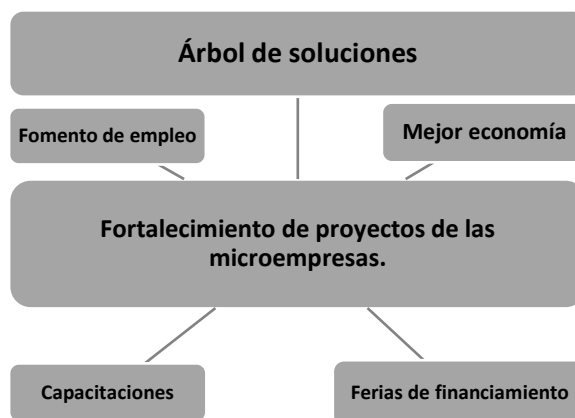 Árbol de soluciones
Fomento de empleo
Mejor economía
Fortalecimiento de proyectos de las
microempresas.
Capacitaciones
Ferias de financiamiento